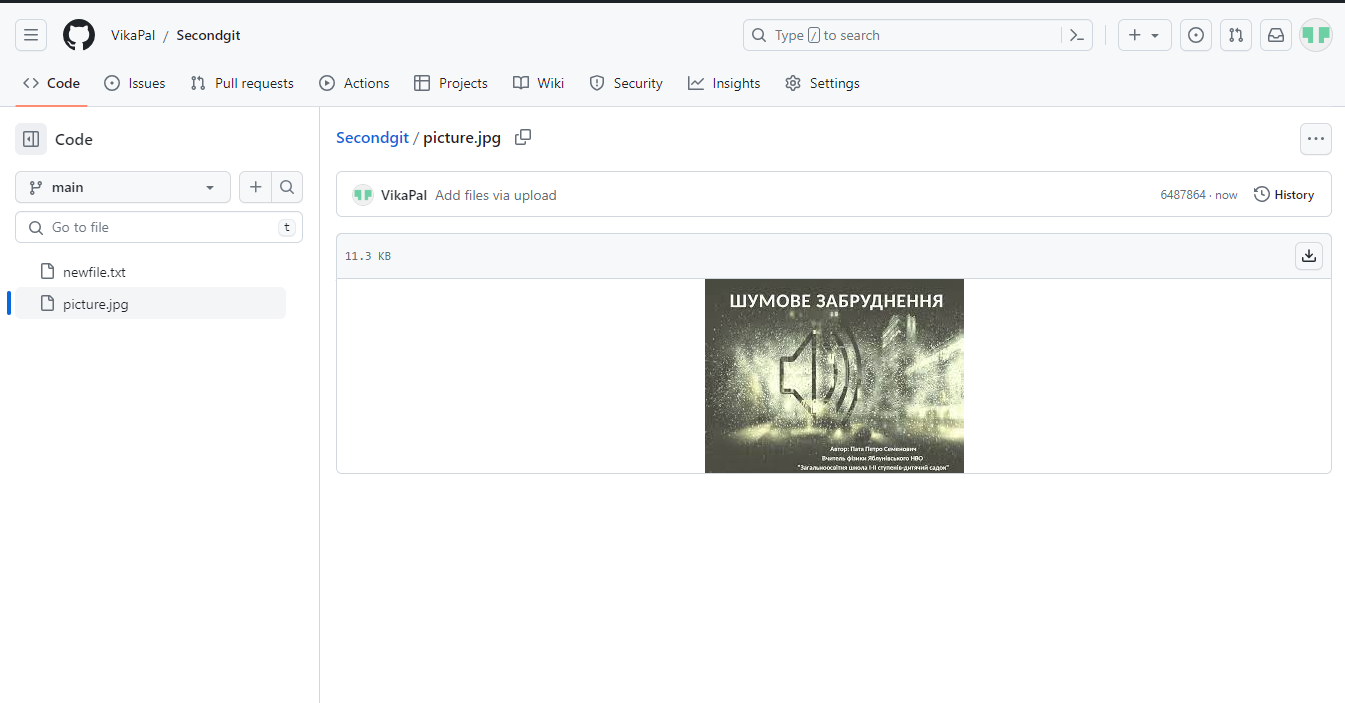 VikaPal / Secondgit
Type / to search
Code
Issues
Pull requests
Actions
Projects
Wiki
Security
Insights
Settings
Code
main
Go to file
t
newfile.txt
picture.jpg
Secondgit / picture.jpg
VikaPal Add files via upload
6487864 · now
History
11.3 KB
ШУМОВЕ ЗАБРУДНЕННЯ
Автор: Пата Петро Семенович
Вчитель фізики Яблунівського НВО
"Загальноосвітня школа І-ІІ ступенів-дитячий садок"